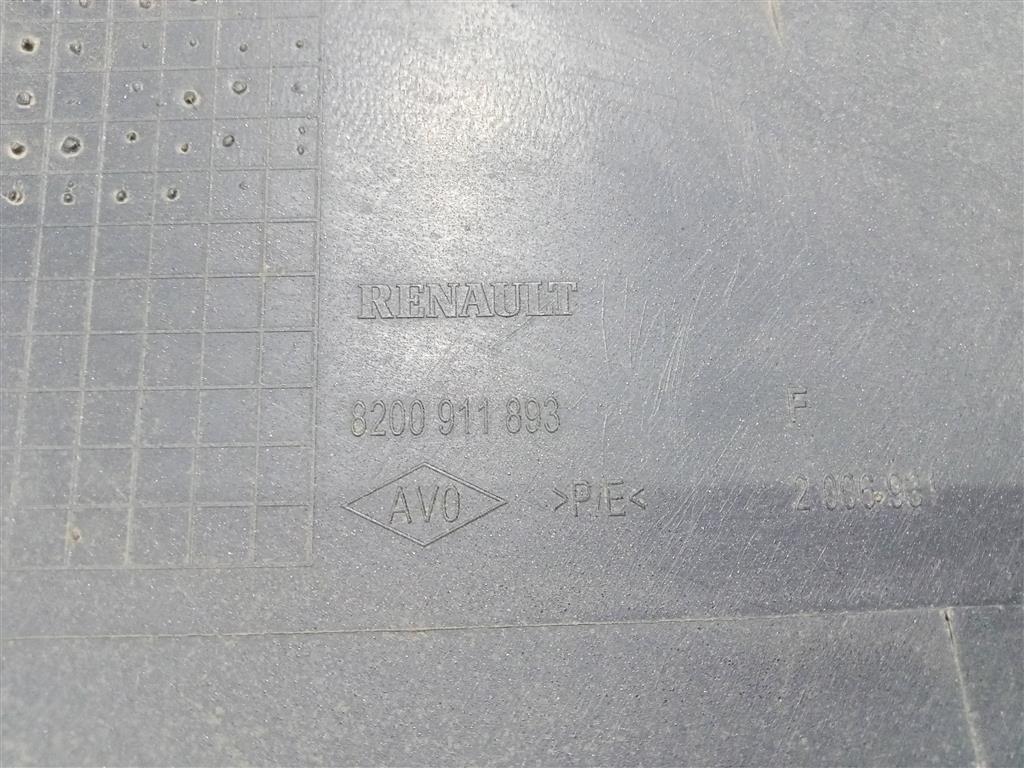 RENAULT
8200 911 893
F
AV0 >P/E<